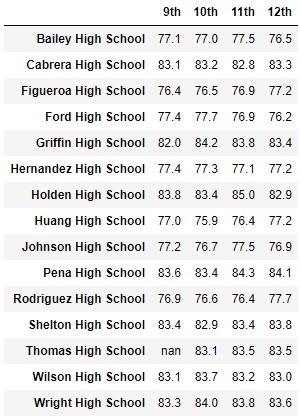 9th 10th 11th 12th
Bailey High School 77.1 77.0 77.5 76.5
Cabrera High School 83.1 83.2 82.8 83.3
Figueroa High School 76.4 76.5 76.9 77.2
Ford High School 77.4 77.7 76.9 76.2
Griffin High School 82.0 84.2 83.8 83.4
Hernandez High School 77.4 77.3 77.1 77.2
Holden High School 83.8 83.4 85.0 82.9
Huang High School 77.0 75.9 76.4 77.2
Johnson High School 77.2 76.7 77.5 76.9
Pena High School 83.6 83.4 84.3 84.1
Rodriguez High School 76.9 76.6 76.4 77.7
Shelton High School 83.4 82.9 83.4 83.8
Thomas High School nan 83.1 83.5 83.5
Wilson High School 83.1 83.7 83.2 83.0
Wright High School 83.3 84.0 83.8 83.6